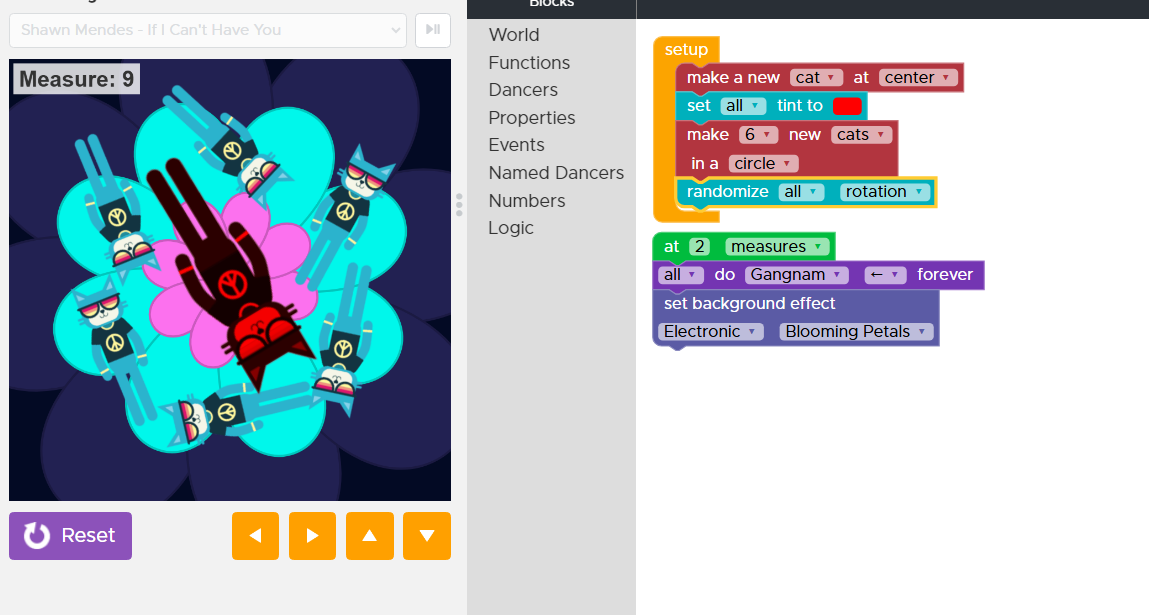 Blocks
Shawn Mendes - If I Can't Have You
Measure: 9
Reset
World
Functions
Dancers
Properties
Events
Named Dancers
Numbers
Logic
setup
make a new cat at center
set all tint to
make 6 new cats
in a circle
randomize all rotation
at 2 measures
all do Gangnam ← forever
set background effect
Electronic Blooming Petals